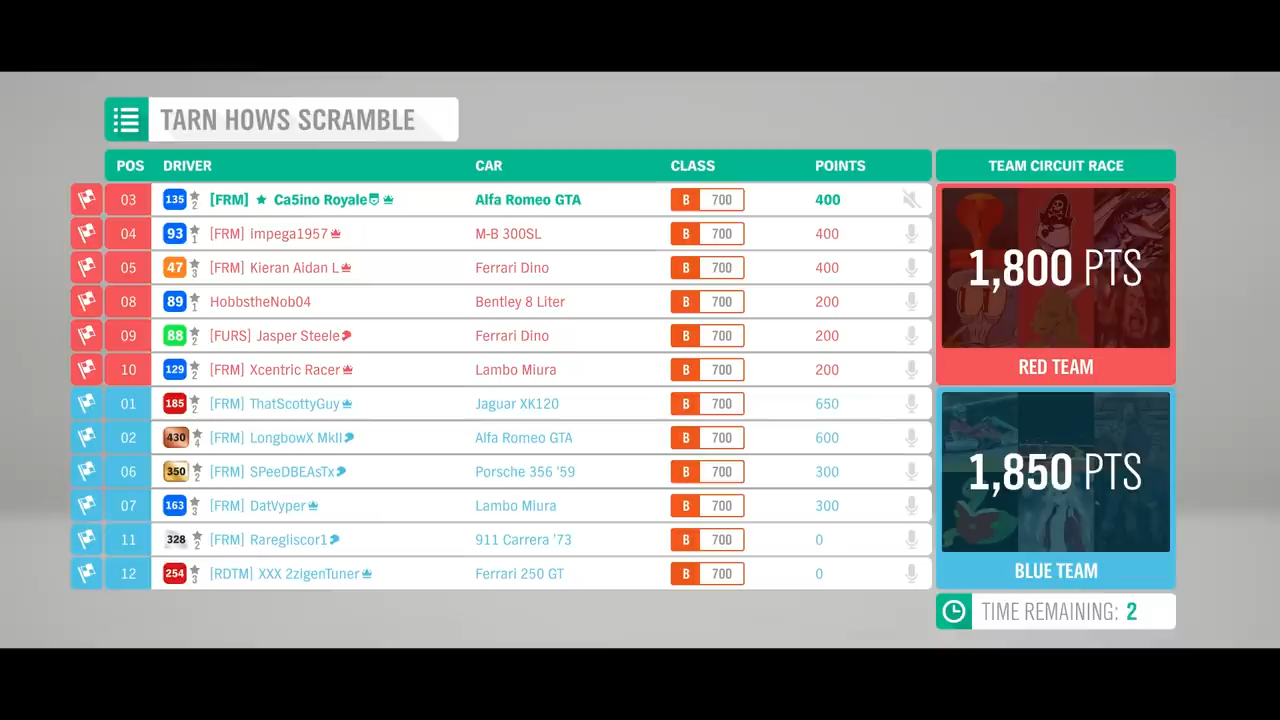 TARN HOWS SCRAMBLE
POS DRIVER CAR CLASS POINTS
03 135 2 [FRM] ★ Ca5ino Royale Alfa Romeo GTA B 700 400
04 93 1 [FRM] impega1957 M-B 300SL B 700 400
05 47 3 [FRM] Kieran Aidan L Ferrari Dino B 700 400
08 89 1 HobbstheNob04 Bentley 8 Liter B 700 200
09 88 2 [FURS] Jasper Steele Ferrari Dino B 700 200
10 129 2 [FRM] Xcentric Racer Lambo Miura B 700 200
01 185 2 [FRM] ThatScottyGuy Jaguar XK120 B 700 650
02 430 4 [FRM] LongbowX MkII Alfa Romeo GTA B 700 600
06 350 2 [FRM] SPeeDBEAsTx Porsche 356 '59 B 700 300
07 163 3 [FRM] DatVyper Lambo Miura B 700 300
11 328 2 [FRM] Raregliscor1 911 Carrera '73 B 700 0
12 254 3 [RDTM] XXX 2zigenTuner Ferrari 250 GT B 700 0
TEAM CIRCUIT RACE
1,800 PTS
RED TEAM
1,850 PTS
BLUE TEAM
TIME REMAINING: 2